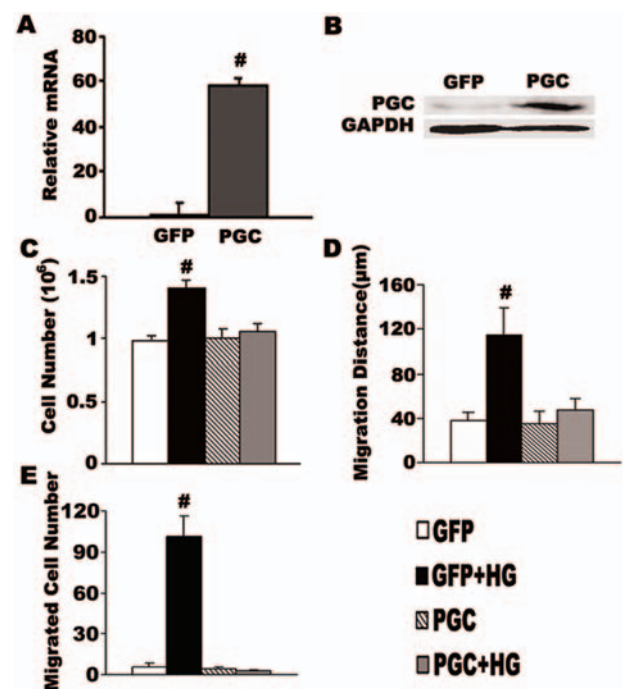 A
80
60
40
20
0
Relative mRNA
#
GFP PGC
B
GFP PGC
PGC
GAPDH
C
1.5
1
0.5
0
Cell Number (10⁶)
#
D
160
120
80
40
0
Migration Distance(μm)
#
E
120
90
60
30
0
Migrated Cell Number
#
GFP
GFP+HG
PGC
PGC+HG